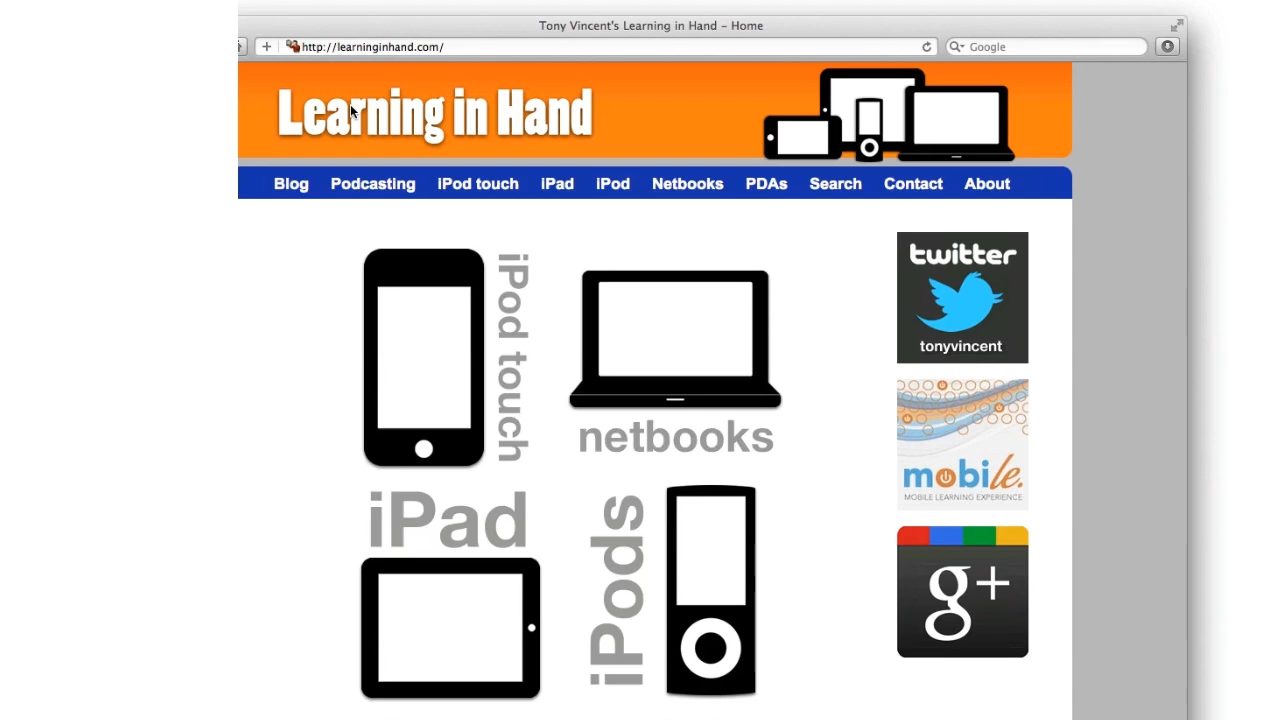 Tony Vincent's Learning in Hand – Home
http://learninginhand.com/
Google
Learning in Hand
Blog Podcasting iPod touch iPad iPod Netbooks PDAs Search Contact About
iPod touch
netbooks
iPad
iPods
twitter
tonyvincent
mobile.
MOBILE LEARNING EXPERIENCE
g+